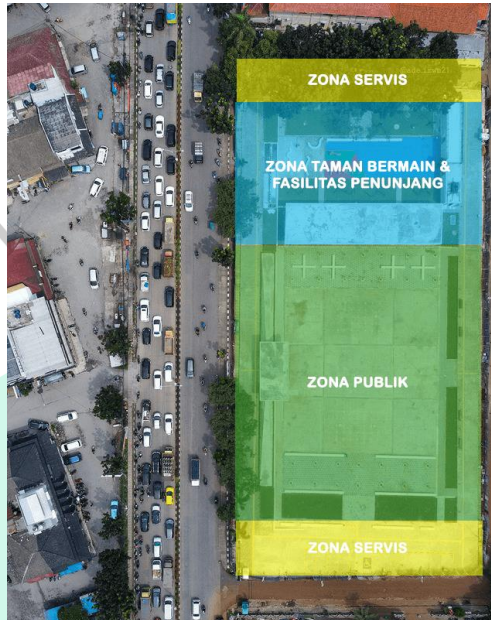 ZONA SERVIS
ZONA TAMAN BERMAIN &
FASILITAS PENUNJANG
ZONA PUBLIK
ZONA SERVIS